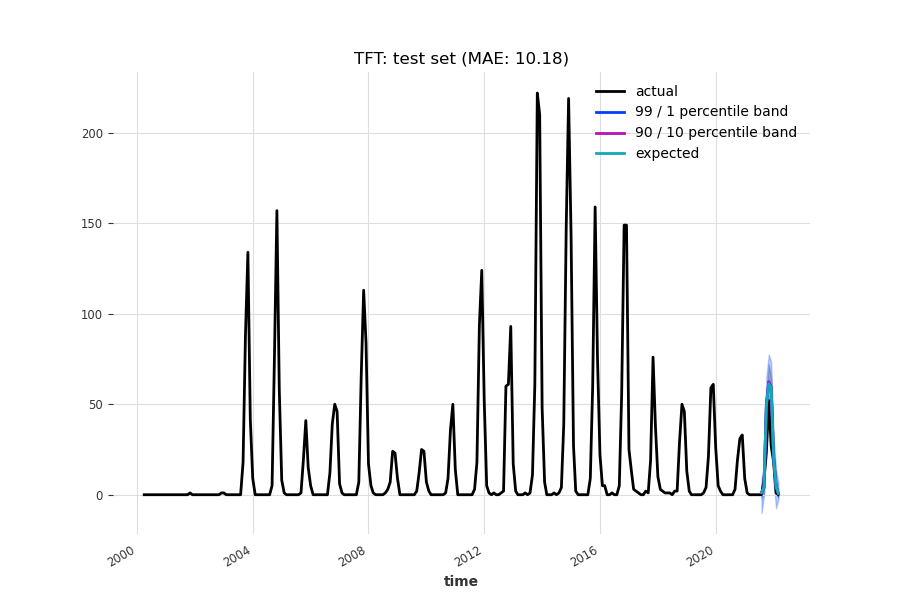 TFT: test set (MAE: 10.18)
actual
99 / 1 percentile band
90 / 10 percentile band
expected
200
150
100
50
0
2000
2004
2008
2012
2016
2020
time